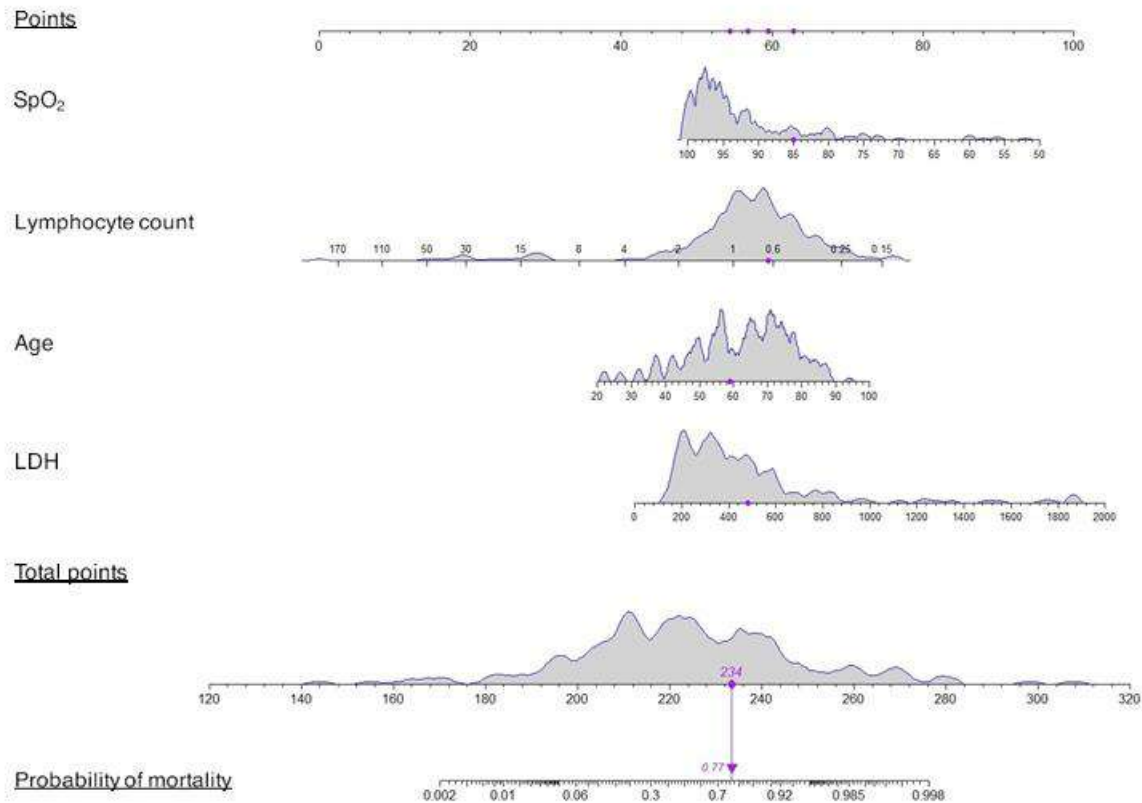 Points
0 20 40 60 80 100
SpO₂
100 95 90 85 80 75 70 65 60 55 50
Lymphocyte count
170 110 50 30 15 8 4 2 1 0.6 0.25 0.15
Age
20 30 40 50 60 70 80 90 100
LDH
0 200 400 600 800 1000 1200 1400 1600 1800 2000
Total points
234
120 140 160 180 200 220 240 260 280 300 320
0.77
Probability of mortality
0.002 0.01 0.06 0.3 0.7 0.92 0.985 0.998